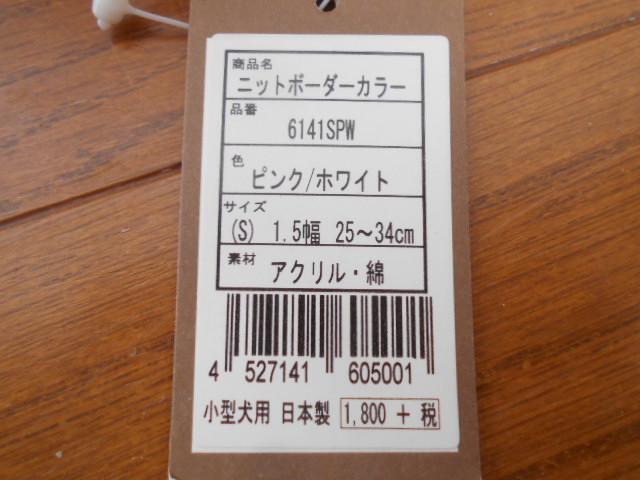 商品名
ニットボーダーカラー
品番
6141SPW
色
ピンク/ホワイト
サイズ
(S) 1.5幅 25～34cm
素材
アクリル・綿
4 527141 605001
小型犬用 日本製 1,800 + 税